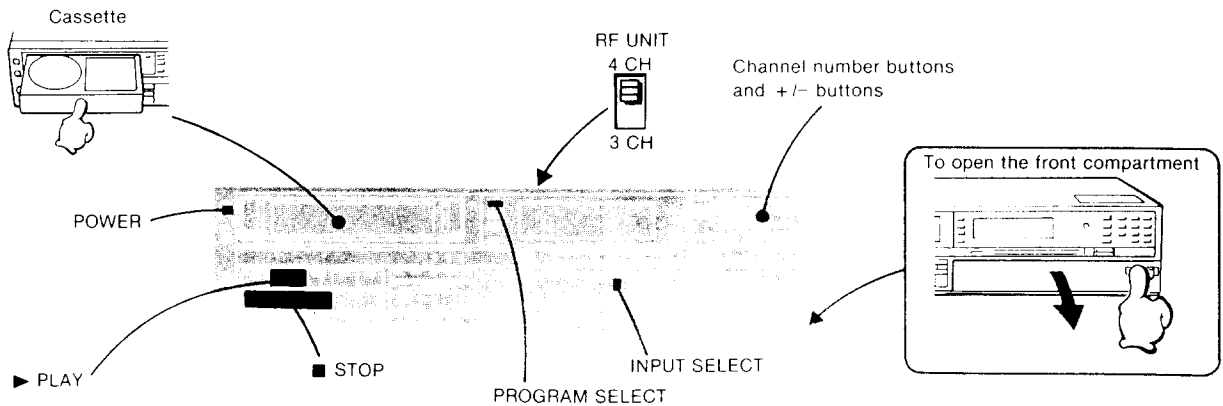 Cassette
RF UNIT
4 CH
3 CH
Channel number buttons
and +/− buttons
To open the front compartment
POWER
► PLAY
■ STOP
PROGRAM SELECT
INPUT SELECT